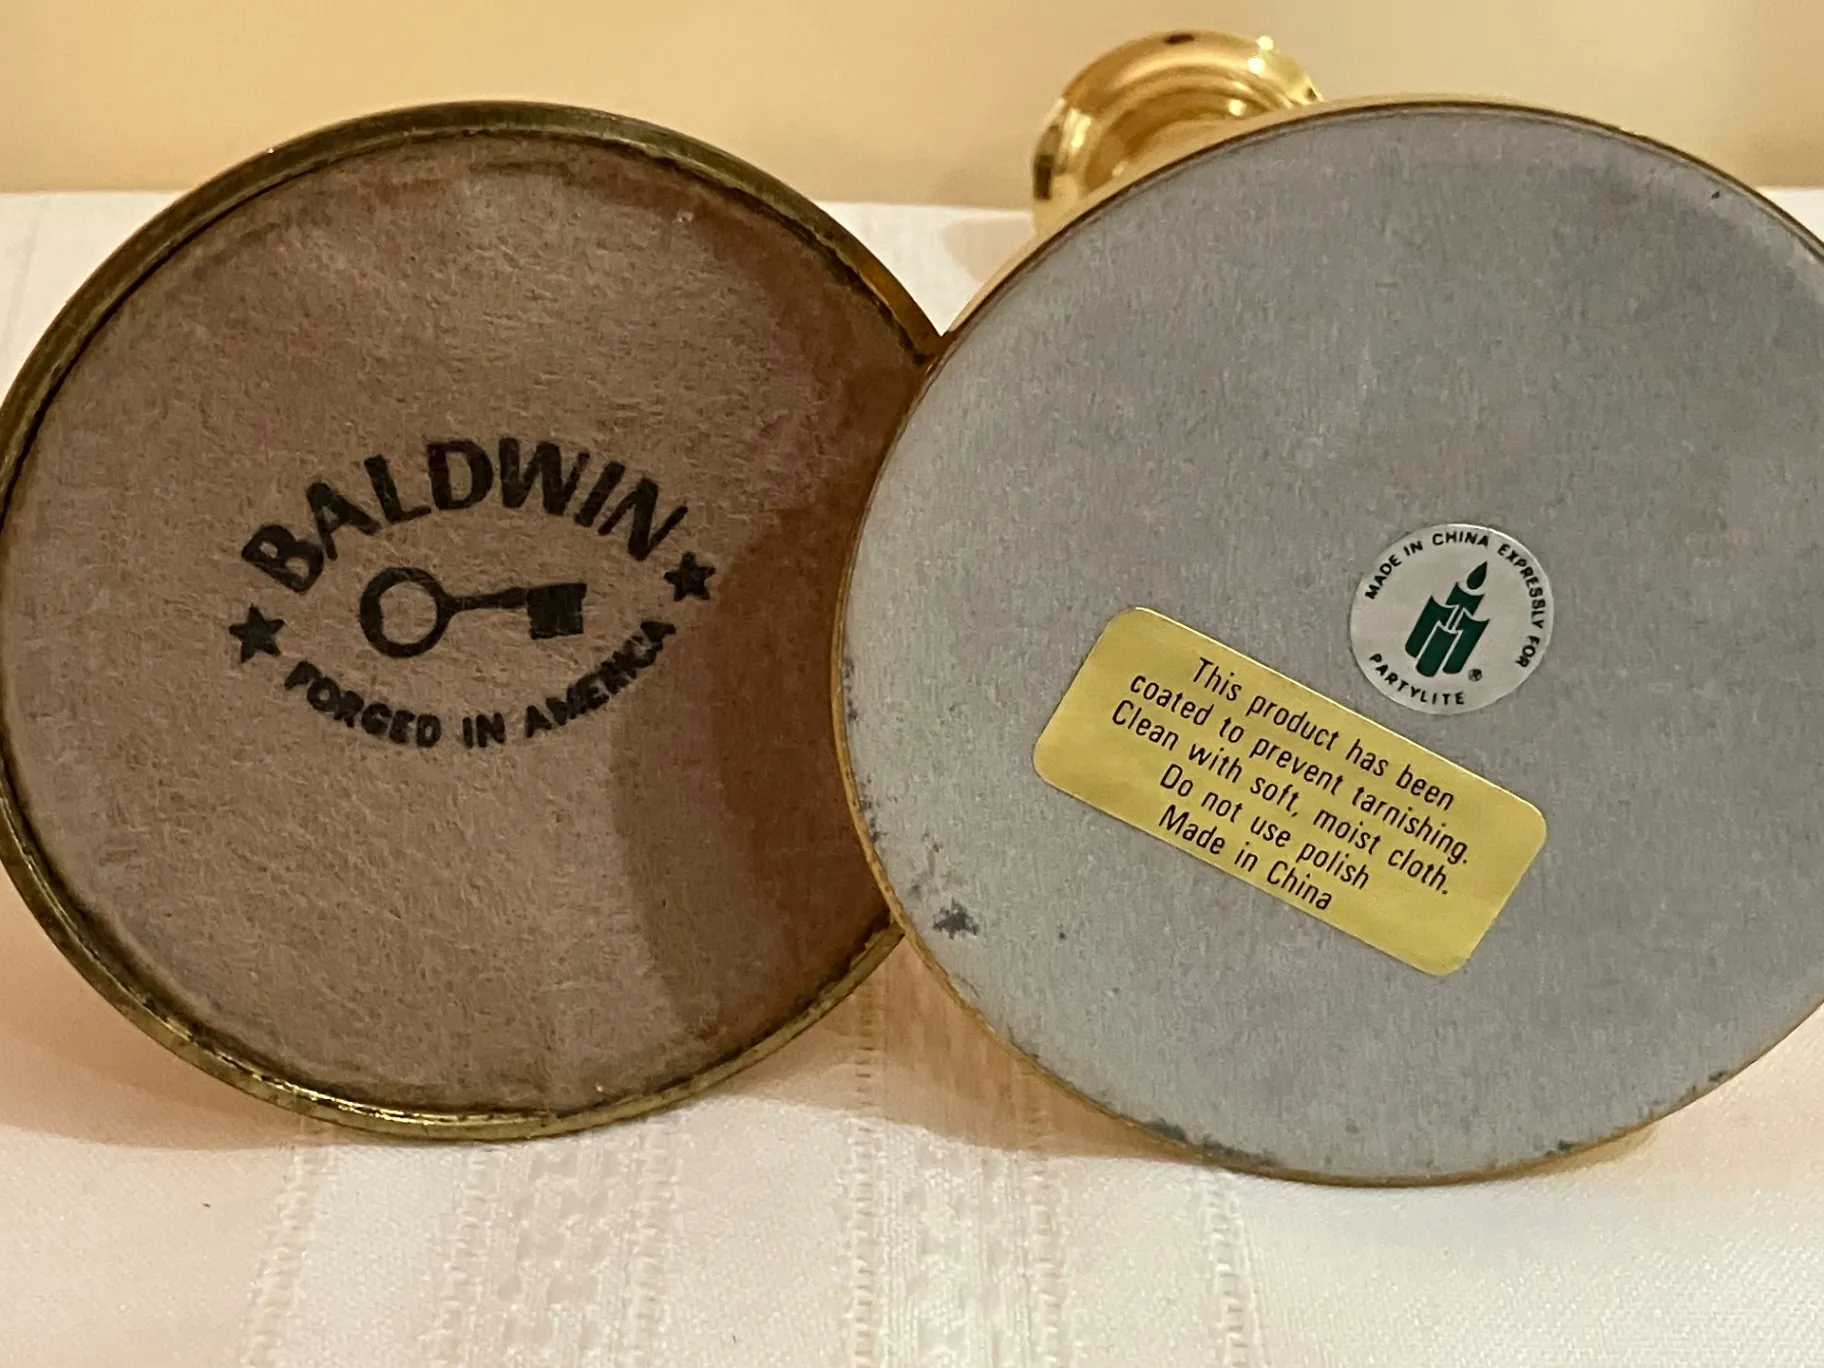 BALDWIN
FORGED IN AMERICA
MADE IN CHINA EXPRESSLY FOR
PARTYLITE®
This product has been
coated to prevent tarnishing.
Clean with soft, moist cloth.
Do not use polish
Made in China